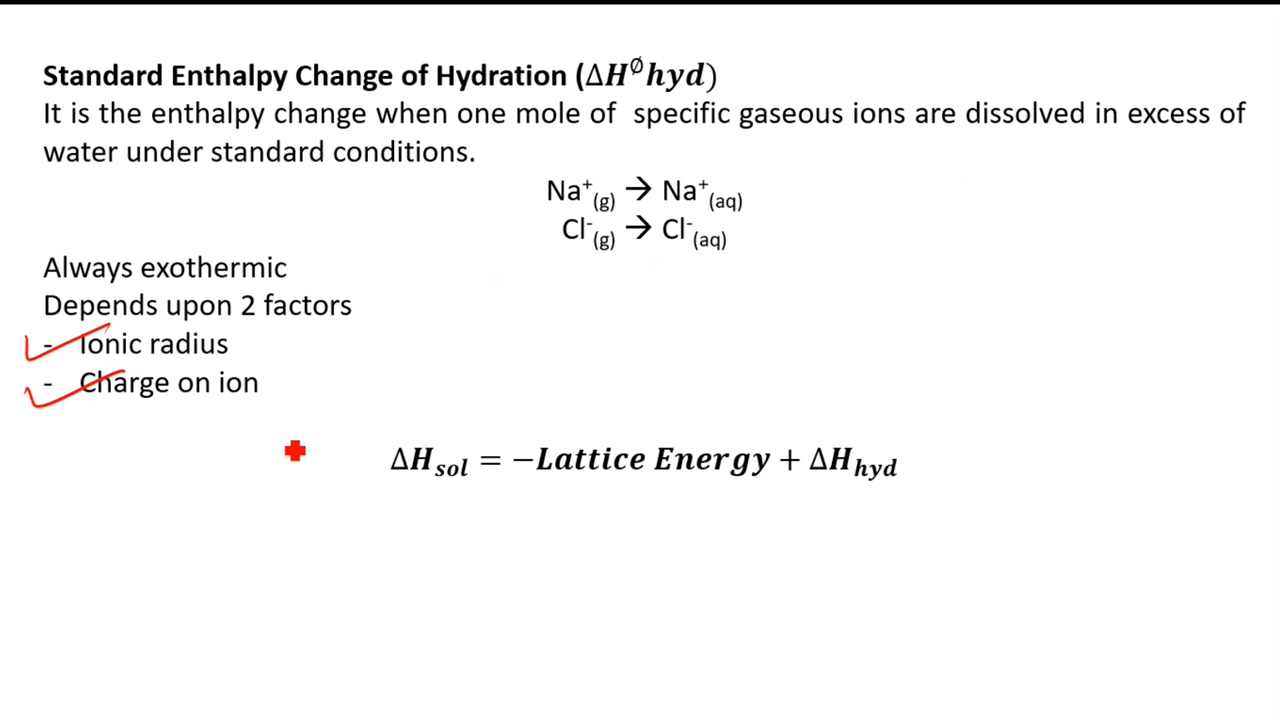 Standard Enthalpy Change of Hydration (ΔH^∅hyd)
It is the enthalpy change when one mole of specific gaseous ions are dissolved in excess of
water under standard conditions.
Na⁺(g) → Na⁺(aq)
Cl⁻(g) → Cl⁻(aq)
Always exothermic
Depends upon 2 factors
- Ionic radius
- Charge on ion
ΔH_sol = −Lattice Energy + ΔH_hyd